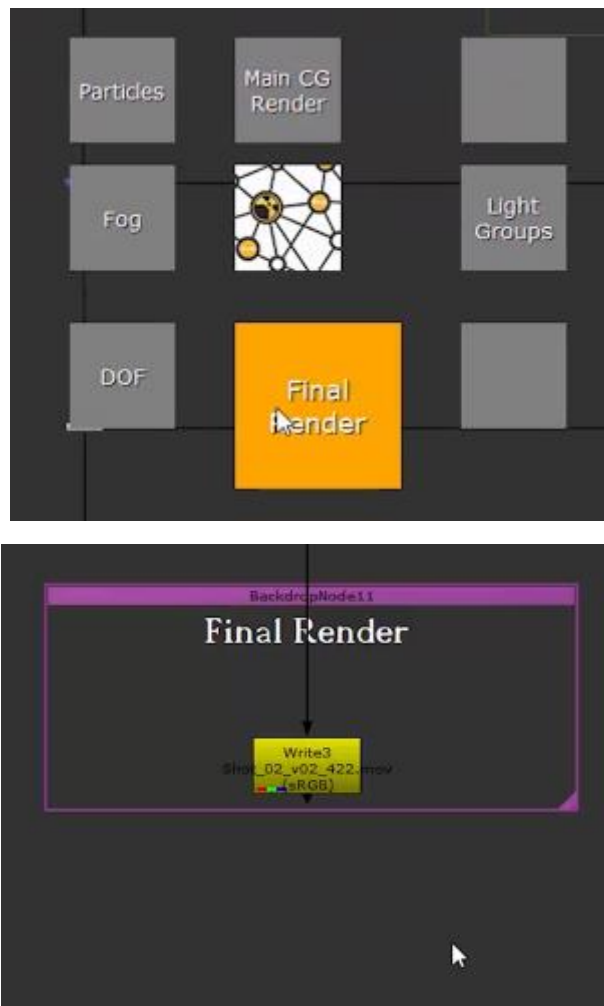 Particles
Main CG
Render
Fog
Light
Groups
DOF
Final
Render
BackdropNode11
Final Render
Write3
Shot_02_v02_422.mov
(sRGB)